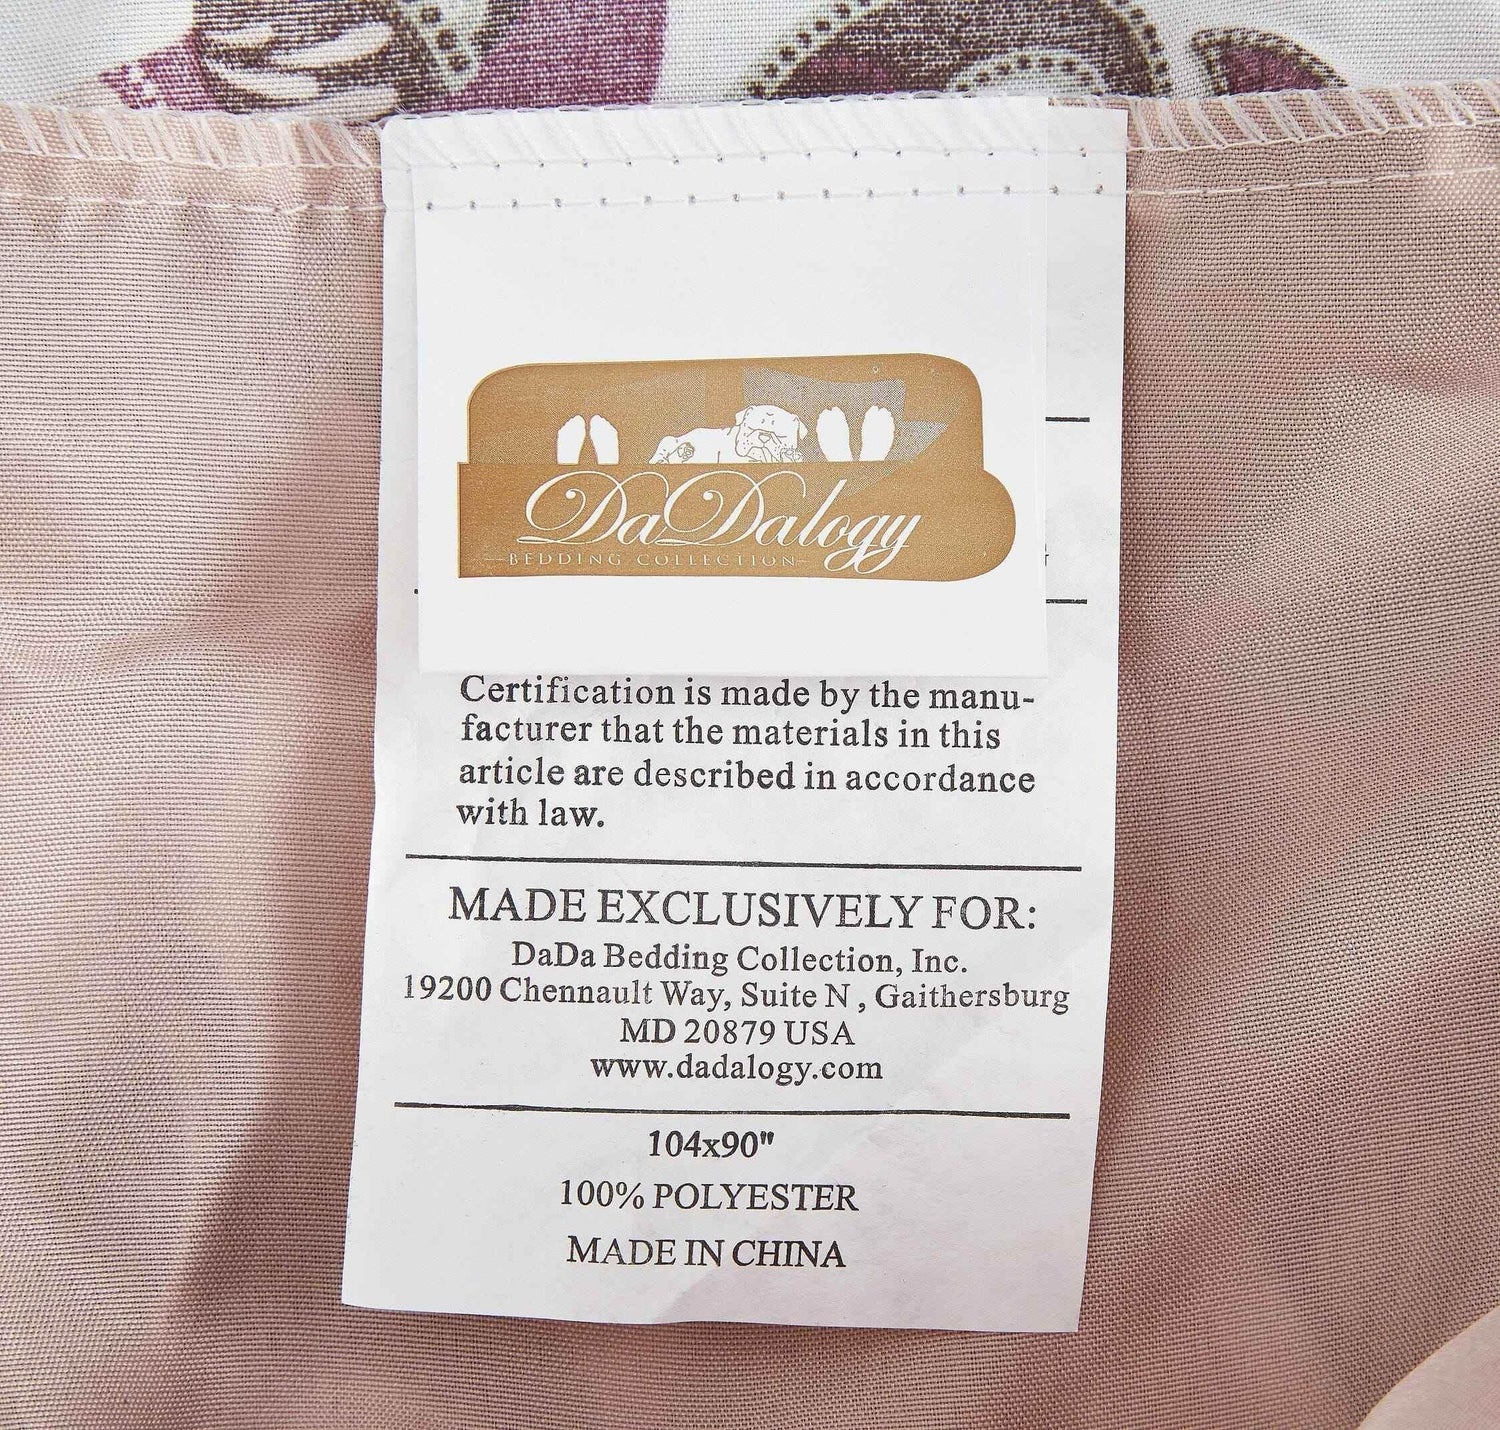 DaDalogy
BEDDING COLLECTION
Certification is made by the manu-
facturer that the materials in this
article are described in accordance
with law.
MADE EXCLUSIVELY FOR:
DaDa Bedding Collection, Inc.
19200 Chennault Way, Suite N , Gaithersburg
MD 20879 USA
www.dadalogy.com
104x90"
100% POLYESTER
MADE IN CHINA